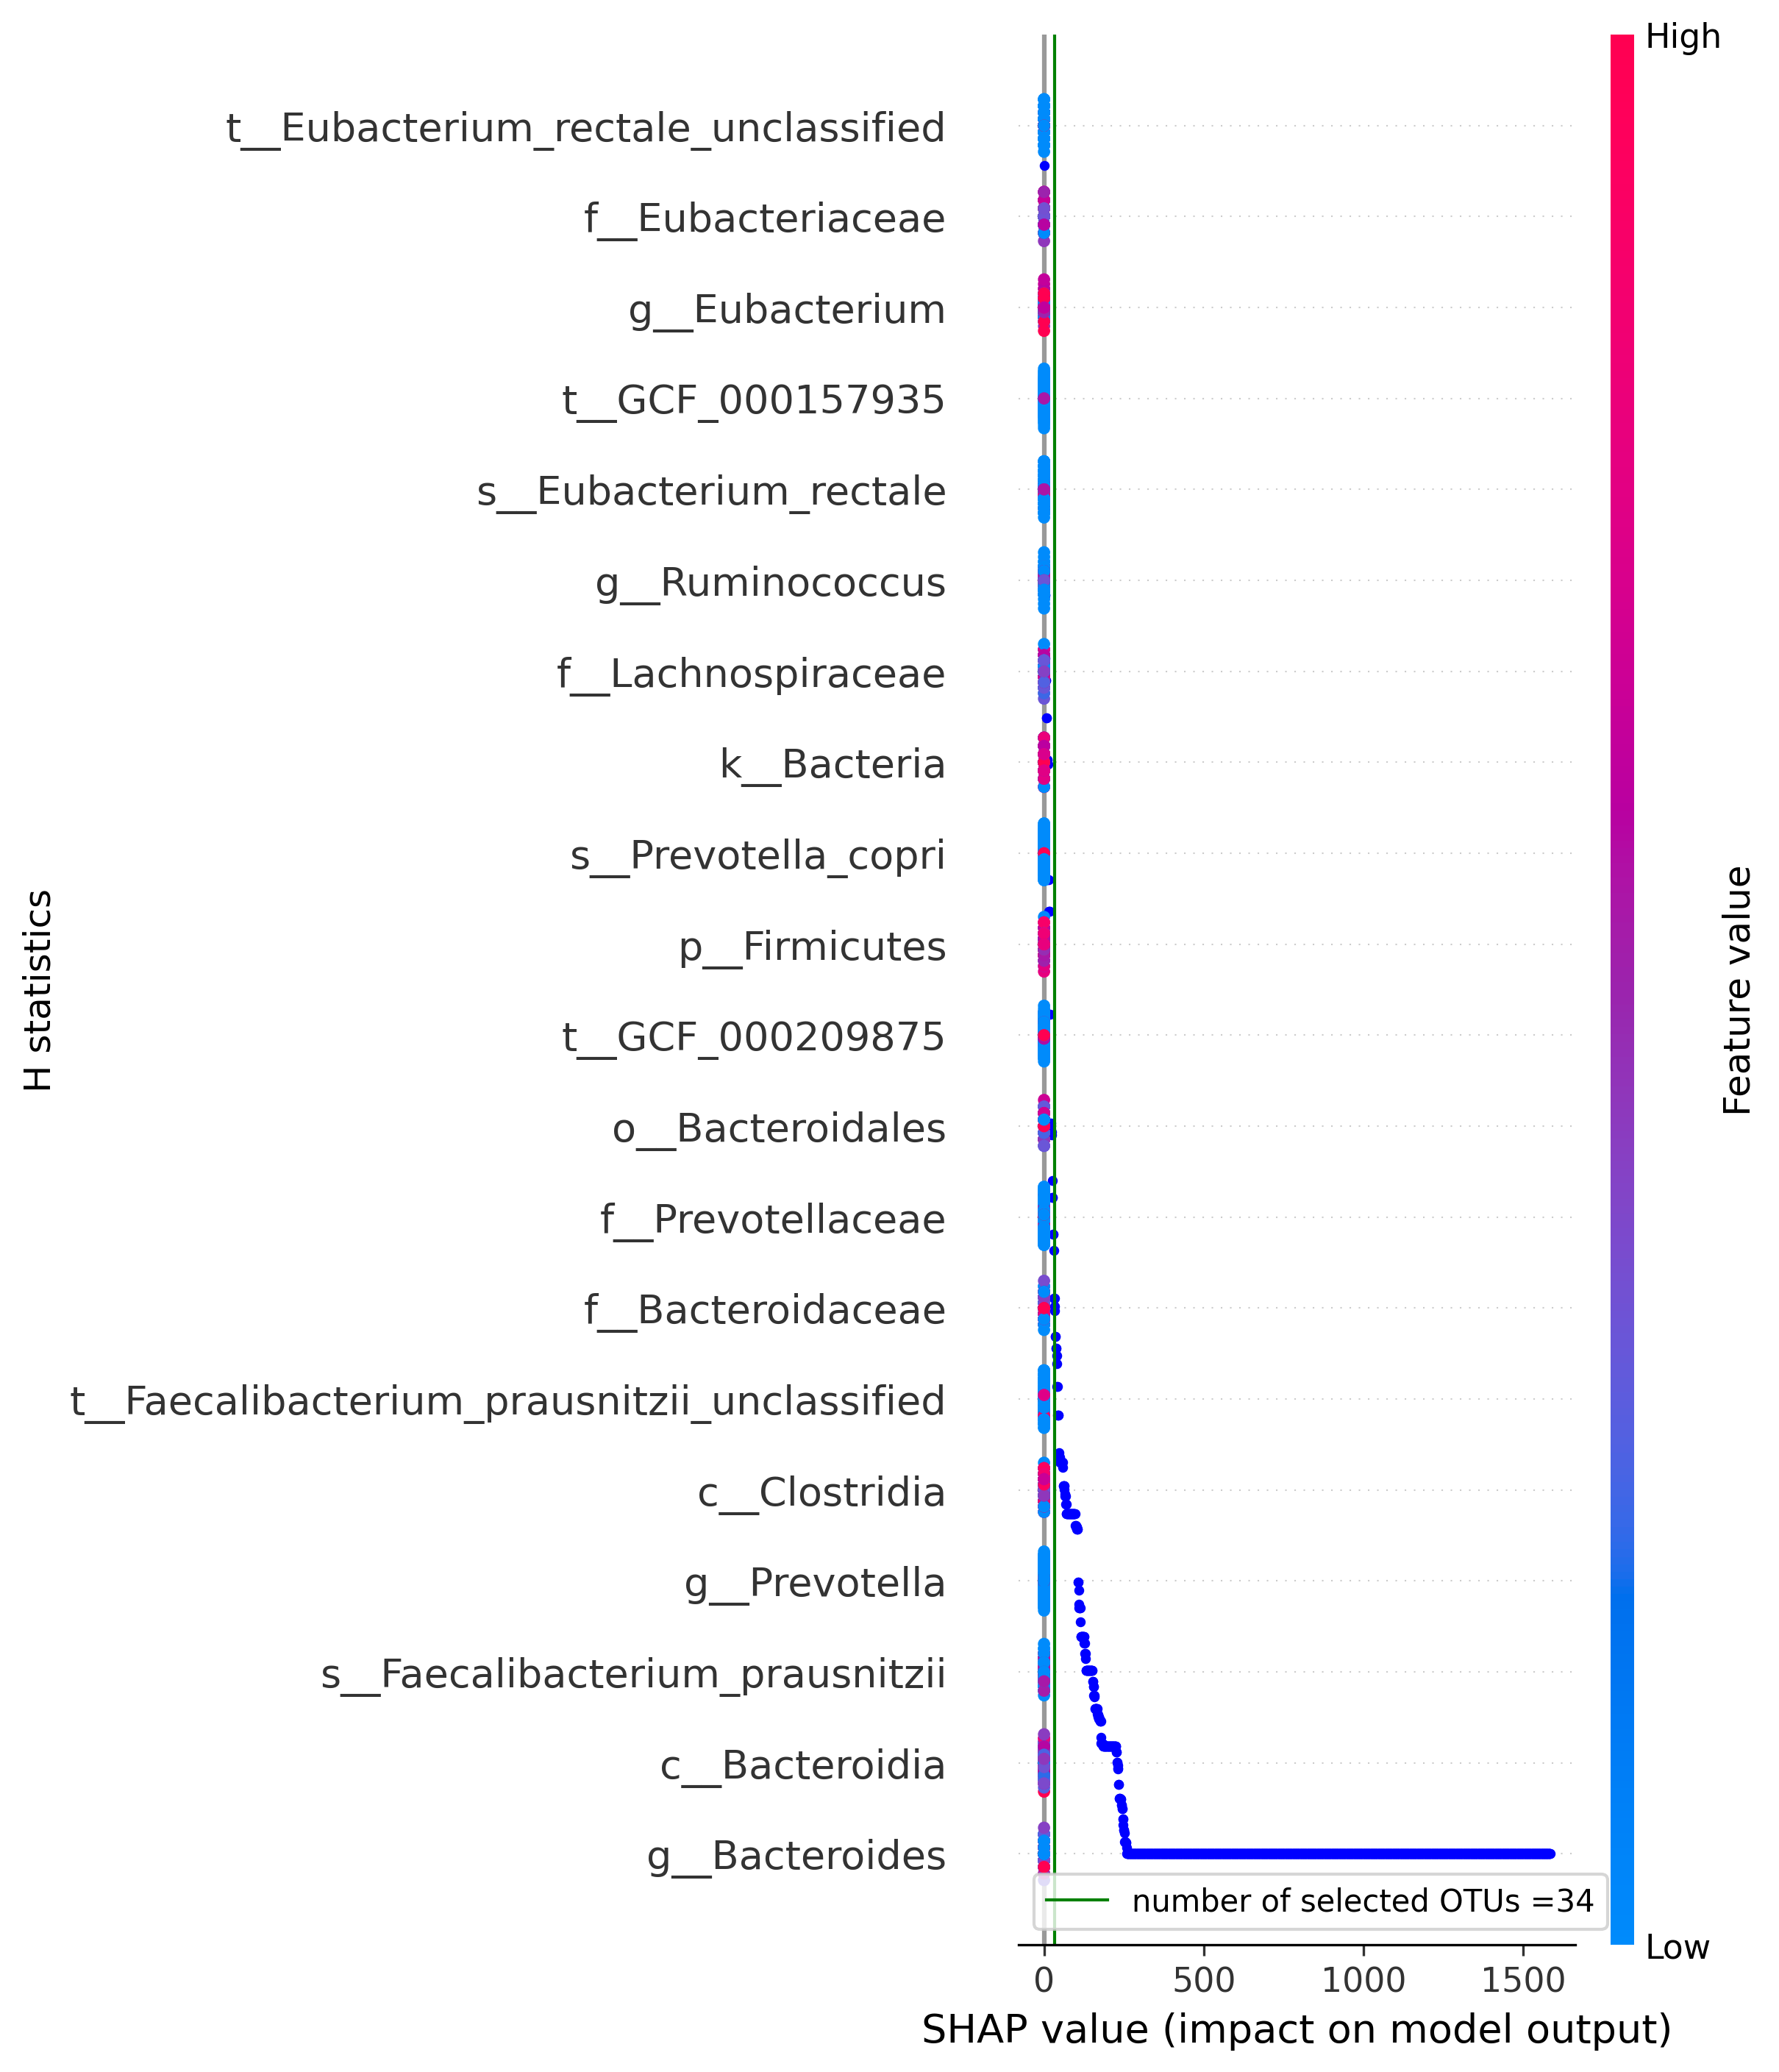 High
t__Eubacterium_rectale_unclassified
f__Eubacteriaceae
g__Eubacterium
t__GCF_000157935
s__Eubacterium_rectale
g__Ruminococcus
f__Lachnospiraceae
k__Bacteria
s__Prevotella_copri
p__Firmicutes
t__GCF_000209875
o__Bacteroidales
f__Prevotellaceae
f__Bacteroidaceae
t__Faecalibacterium_prausnitzii_unclassified
c__Clostridia
g__Prevotella
s__Faecalibacterium_prausnitzii
c__Bacteroidia
g__Bacteroides
H statistics
Feature value
number of selected OTUs =34
Low
0 500 1000 1500
SHAP value (impact on model output)